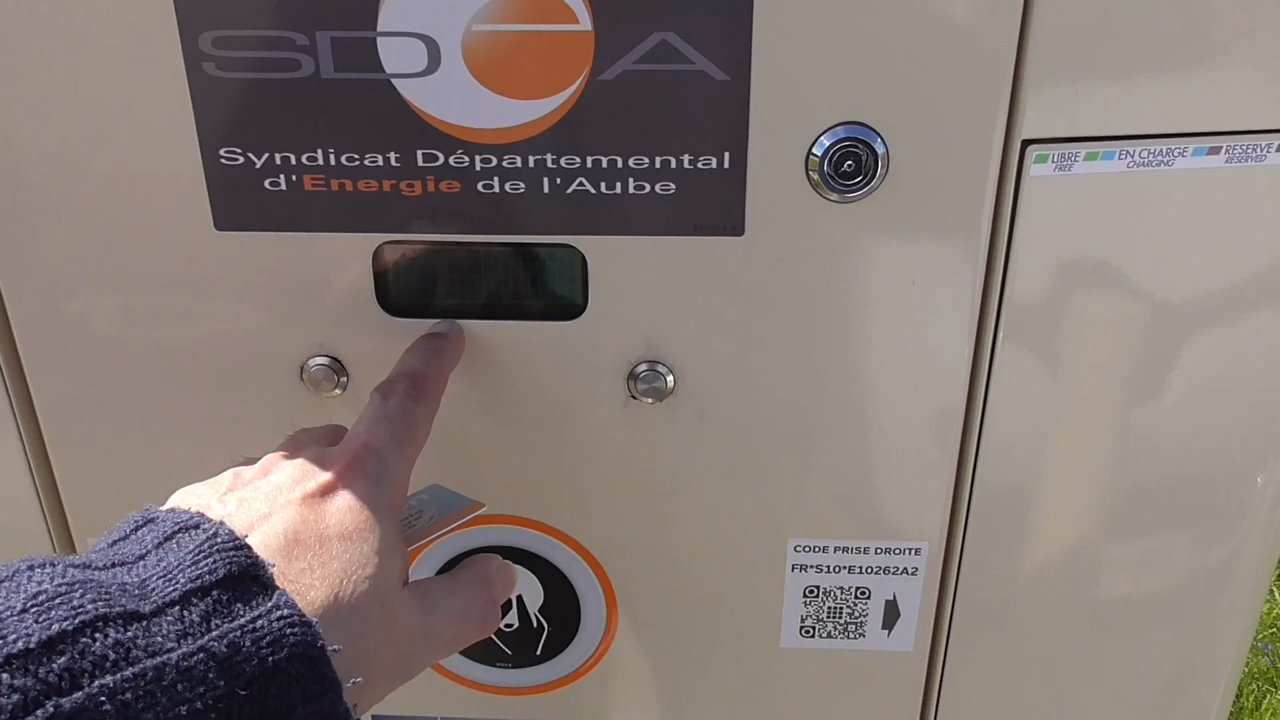 SDeA
Syndicat Départemental
d'Energie de l'Aube
LIBRE EN CHARGE RESERVE
FREE CHARGING RESERVED
CODE PRISE DROITE
FR*S10*E10262A2